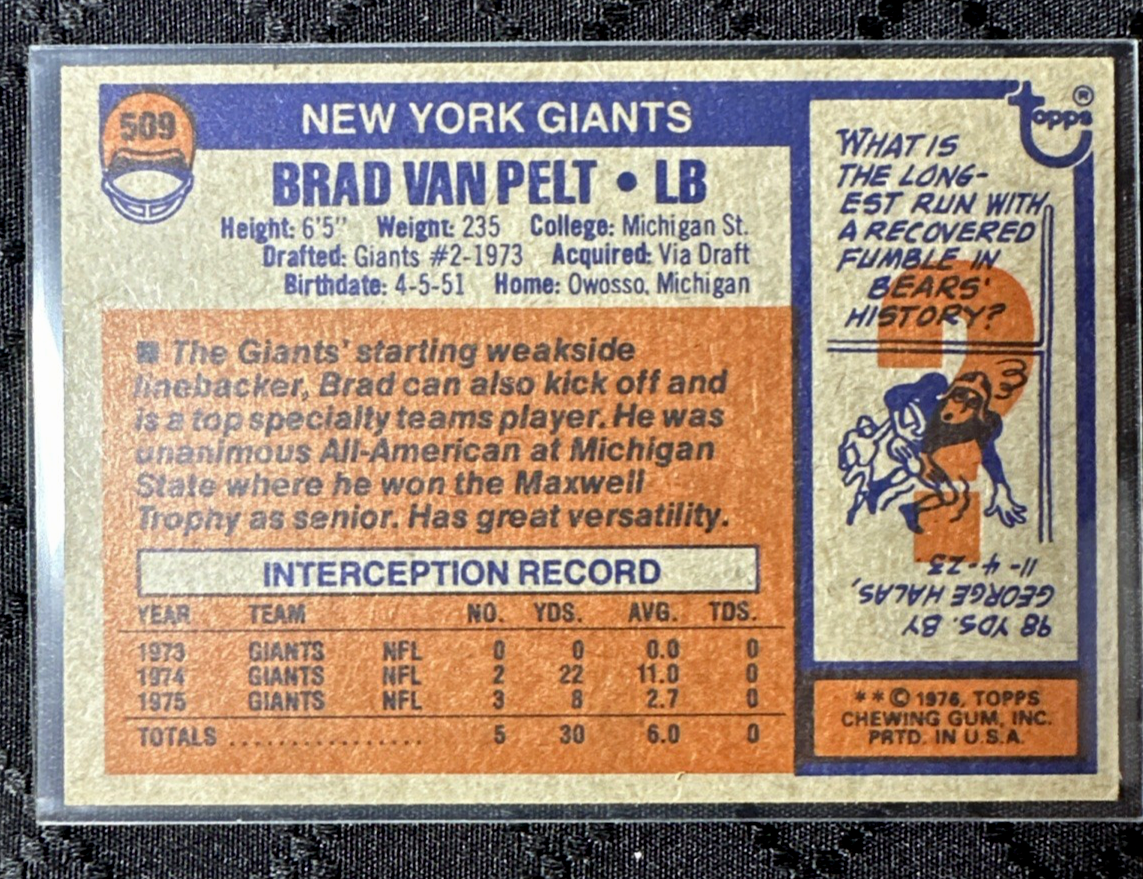 509
NEW YORK GIANTS
BRAD VAN PELT • LB
Height: 6'5" Weight: 235 College: Michigan St.
Drafted: Giants #2-1973 Acquired: Via Draft
Birthdate: 4-5-51 Home: Owosso, Michigan
■ The Giants' starting weakside
linebacker, Brad can also kick off and
is a top specialty teams player. He was
unanimous All-American at Michigan
State where he won the Maxwell
Trophy as senior. Has great versatility.
INTERCEPTION RECORD
YEAR TEAM NO. YDS. AVG. TDS.
1973 GIANTS NFL 0 0 0.0 0
1974 GIANTS NFL 2 22 11.0 0
1975 GIANTS NFL 3 8 2.7 0
TOTALS .................. 5 30 6.0 0
topps®
WHAT IS
THE LONG-
EST RUN WITH
A RECOVERED
FUMBLE IN
BEARS'
HISTORY?
?
98 YDS. BY
GEORGE HALAS,
11-4-23
**© 1976, TOPPS
CHEWING GUM, INC.
PRTD. IN U.S.A.